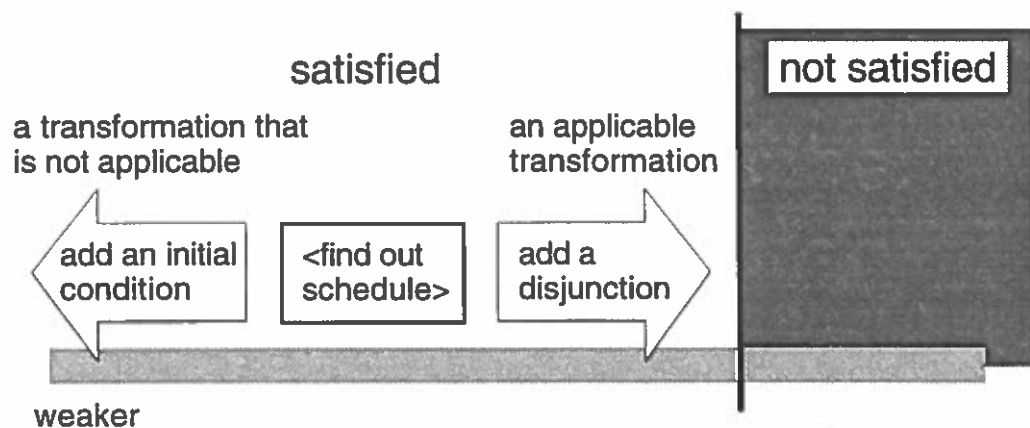 satisfied
not satisfied
a transformation that
is not applicable
an applicable
transformation
add an initial
condition
<find out
schedule>
add a
disjunction
weaker